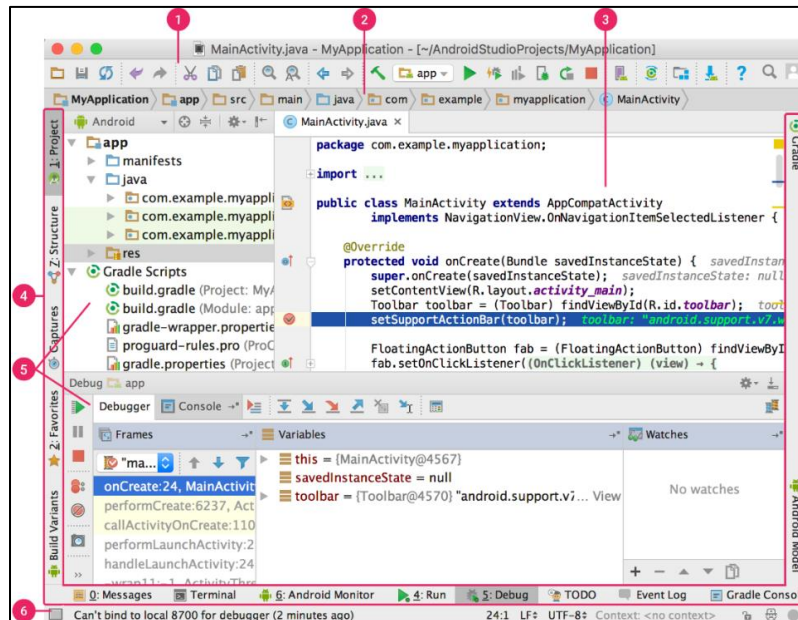 1
2
3
MainActivity.java - MyApplication - [~/AndroidStudioProjects/MyApplication]
app
MyApplication app src main java com example myapplication MainActivity
1: Project
Z: Structure
Captures
2: Favorites
Build Variants
4
5
6
Android
MainActivity.java ×
app
manifests
java
com.example.myappli
com.example.myappli
com.example.myappli
res
Gradle Scripts
build.gradle (Project: MyA
build.gradle (Module: app
gradle-wrapper.propertie
proguard-rules.pro (ProG
gradle.properties (Project
package com.example.myapplication;
import ...
public class MainActivity extends AppCompatActivity
implements NavigationView.OnNavigationItemSelectedListener {
@Override
protected void onCreate(Bundle savedInstanceState) { savedInstan
super.onCreate(savedInstanceState); savedInstanceState: null
setContentView(R.layout.activity_main);
Toolbar toolbar = (Toolbar) findViewById(R.id.toolbar); tool
setSupportActionBar(toolbar); toolbar: "android.support.v7.w
FloatingActionButton fab = (FloatingActionButton) findViewByI
fab.setOnClickListener((OnClickListener) (view) → {
Gradle
Android Model
Debug app
Debugger Console
Frames Variables Watches
"ma...
onCreate:24, MainActivit
performCreate:6237, Act
callActivityOnCreate:110
performLaunchActivity:2
handleLaunchActivity:24
-wrap11:-1, ActivityThre
this = {MainActivity@4567}
savedInstanceState = null
toolbar = {Toolbar@4570} "android.support.v7... View
No watches
0: Messages Terminal 6: Android Monitor 4: Run 5: Debug TODO Event Log Gradle Conso
Can't bind to local 8700 for debugger (2 minutes ago) 24:1 LF UTF-8 Context: <no context>